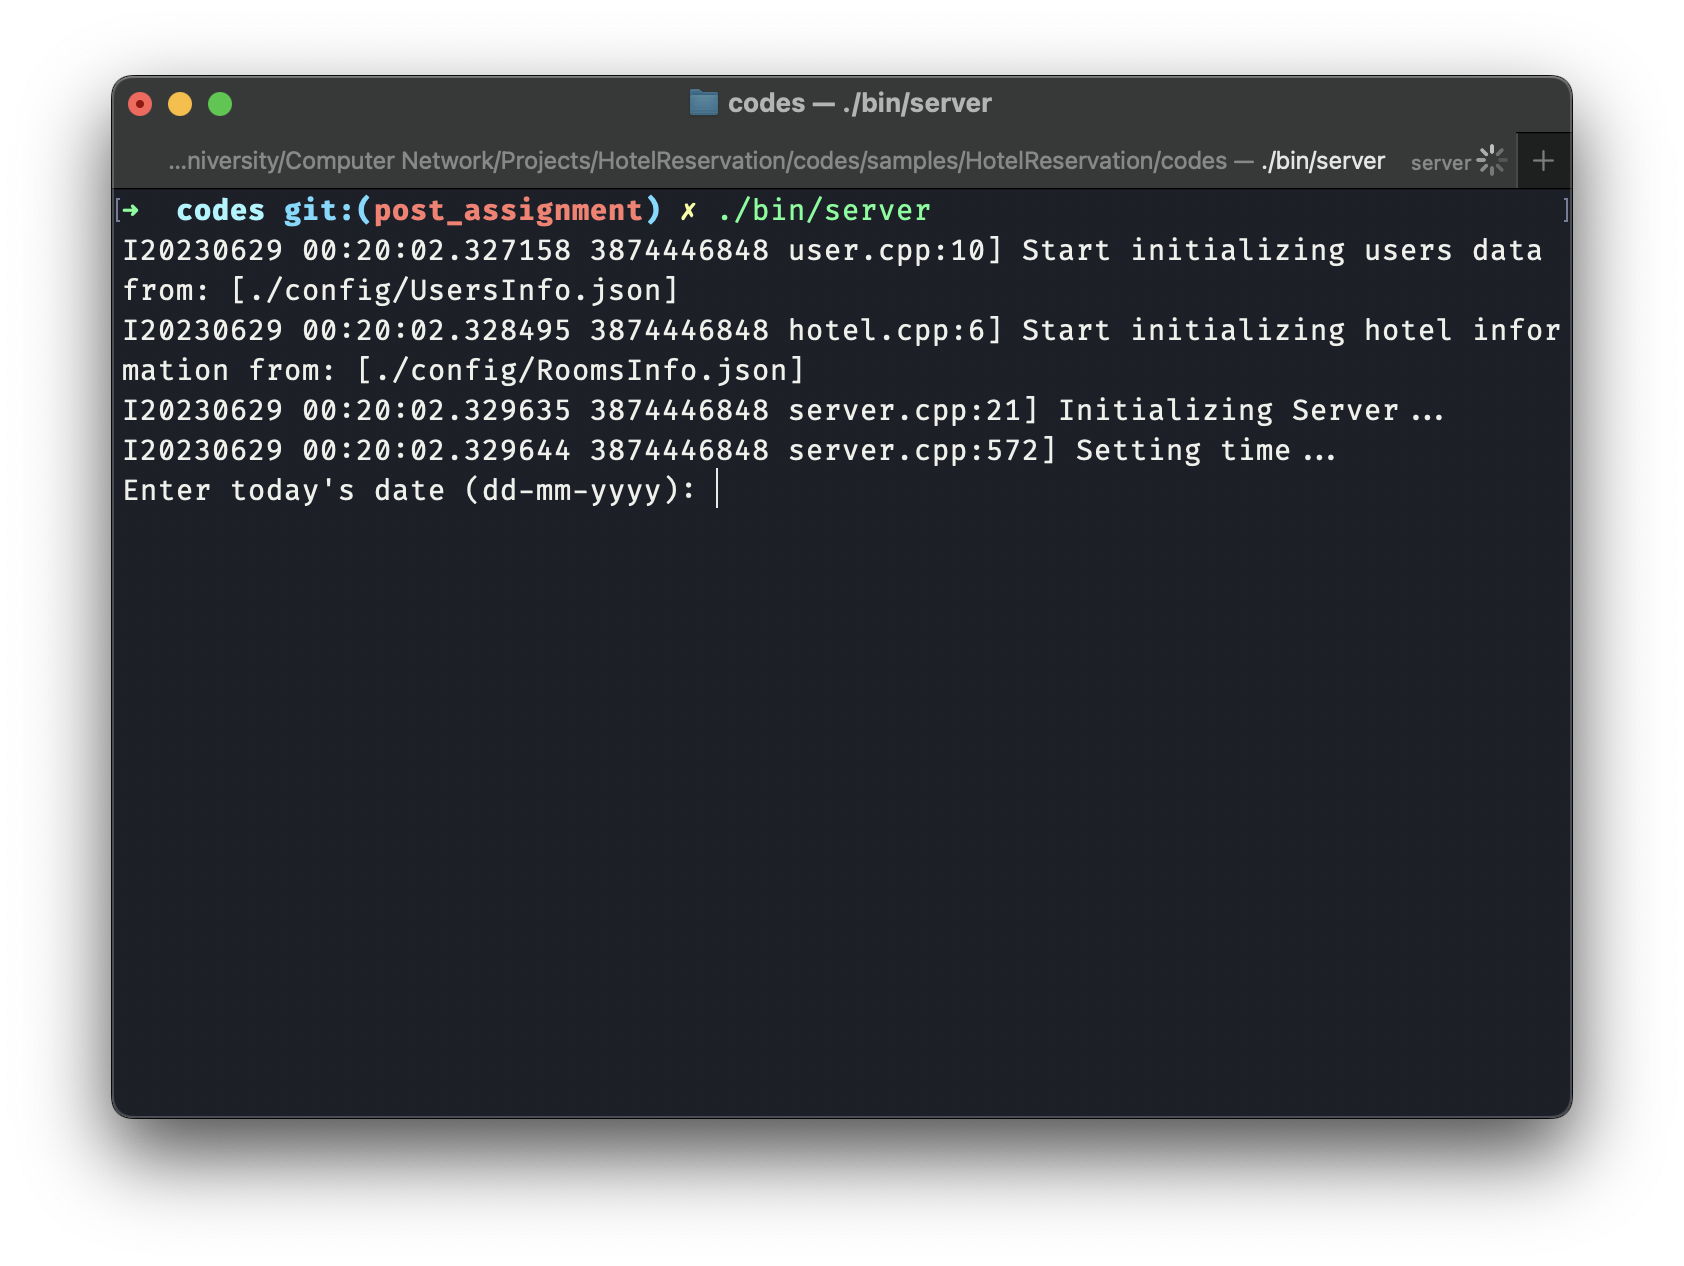 codes — ./bin/server
...niversity/Computer Network/Projects/HotelReservation/codes/samples/HotelReservation/codes — ./bin/server server +
[➜ codes git:(post_assignment) ✗ ./bin/server ]
I20230629 00:20:02.327158 3874446848 user.cpp:10] Start initializing users data
from: [./config/UsersInfo.json]
I20230629 00:20:02.328495 3874446848 hotel.cpp:6] Start initializing hotel infor
mation from: [./config/RoomsInfo.json]
I20230629 00:20:02.329635 3874446848 server.cpp:21] Initializing Server...
I20230629 00:20:02.329644 3874446848 server.cpp:572] Setting time...
Enter today's date (dd-mm-yyyy):